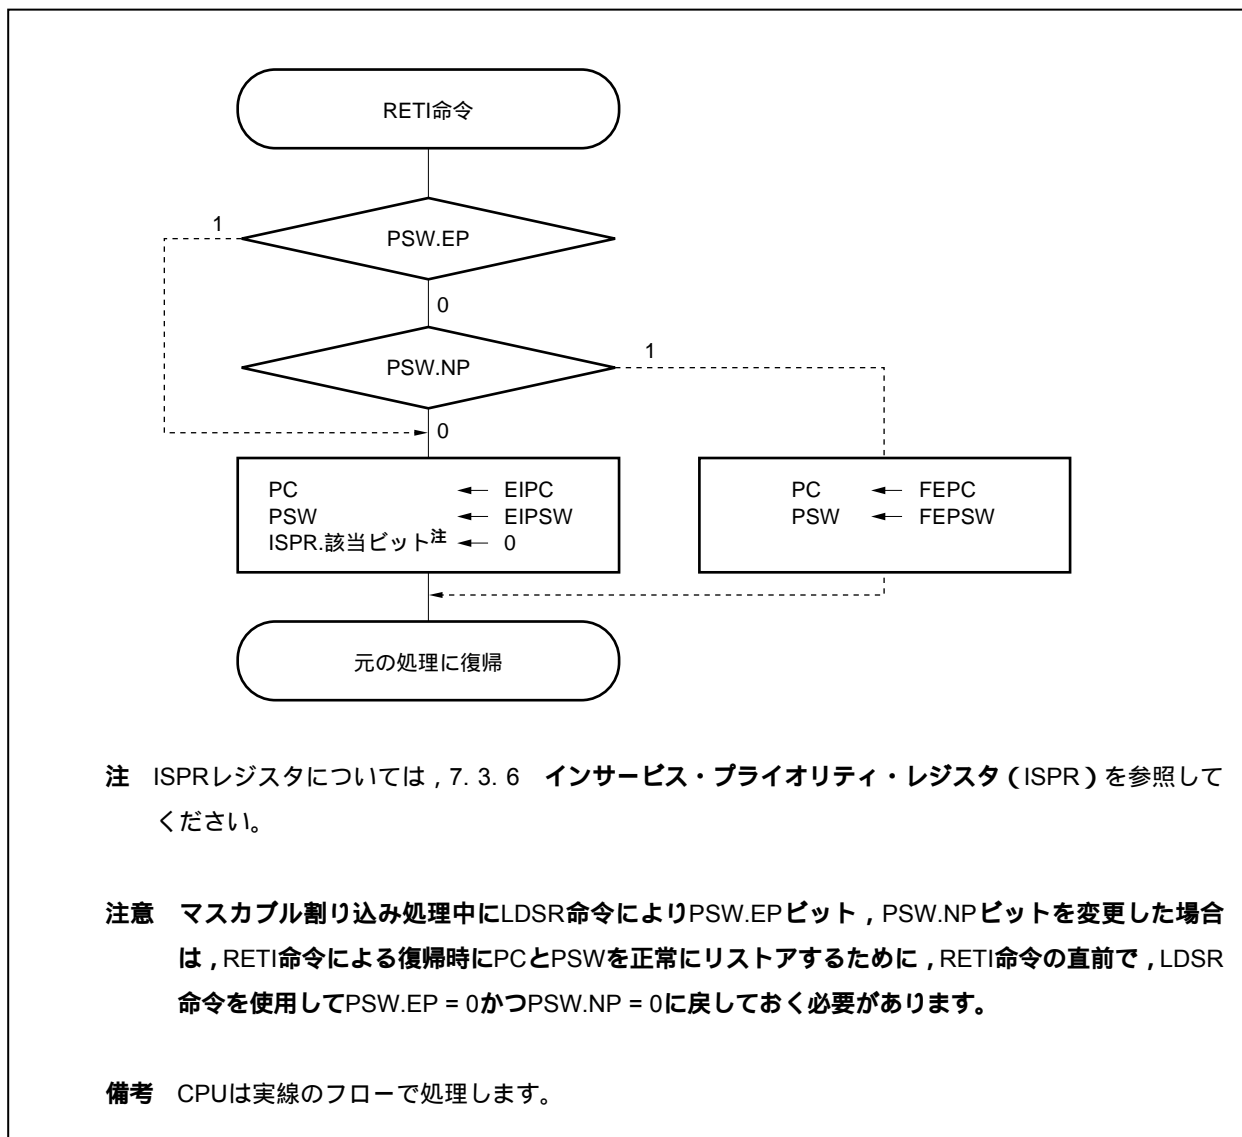 RETI命令
1
PSW.EP
0
PSW.NP
1
0
PC ← EIPC
PSW ← EIPSW
ISPR.該当ビット注 ← 0
PC ← FEPC
PSW ← FEPSW
元の処理に復帰
注 ISPRレジスタについては，7. 3. 6 インサービス・プライオリティ・レジスタ（ISPR）を参照して
ください。
注意 マスカブル割り込み処理中にLDSR命令によりPSW.EPビット，PSW.NPビットを変更した場合
は，RETI命令による復帰時にPCとPSWを正常にリストアするために，RETI命令の直前で，LDSR
命令を使用してPSW.EP = 0かつPSW.NP = 0に戻しておく必要があります。
備考 CPUは実線のフローで処理します。